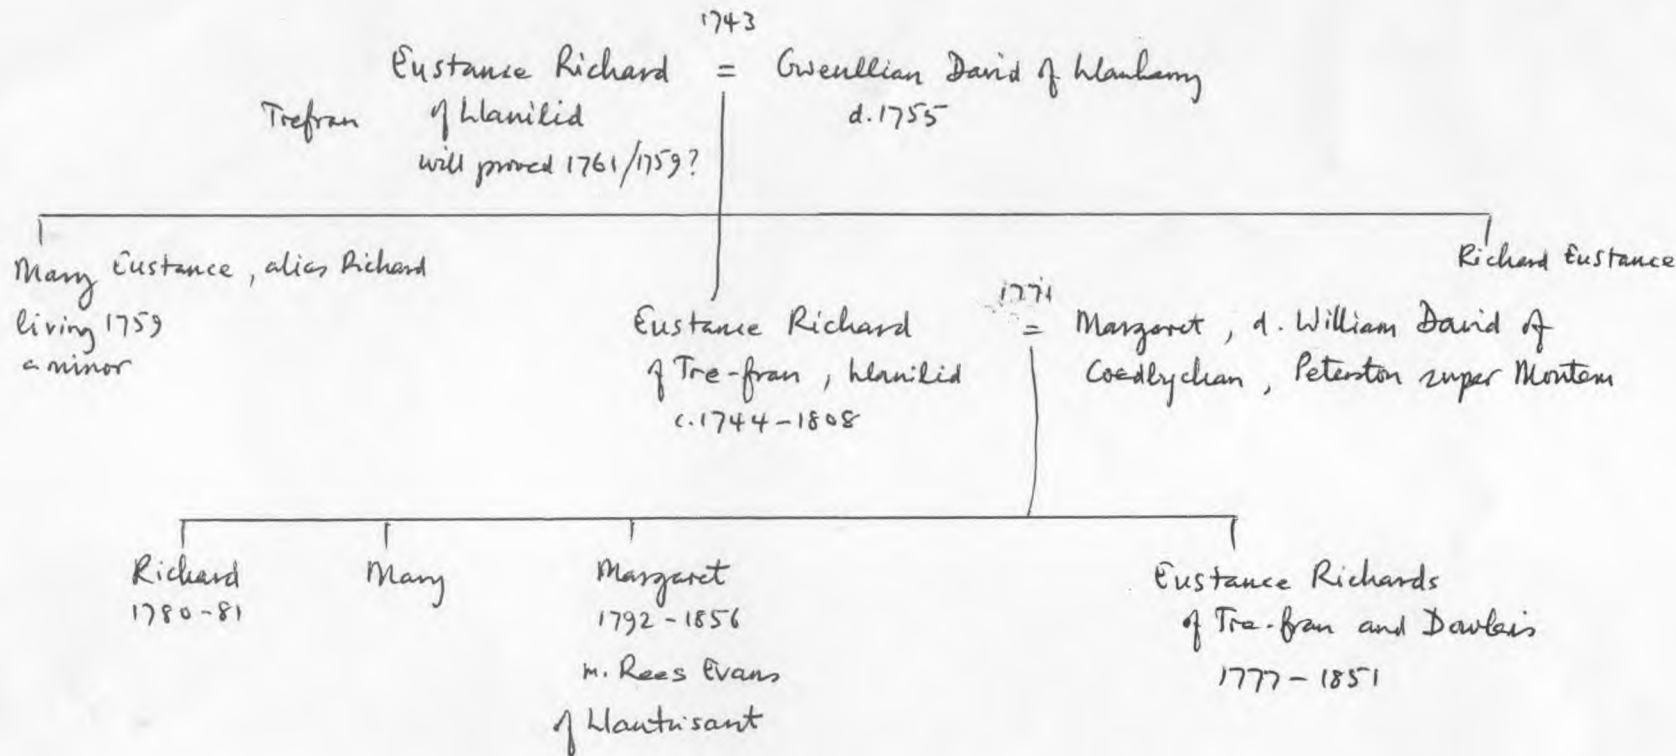 1743
Eustance Richard = Gwenllian David of Llanharry
Trefran of Llanilid d. 1755
will proved 1761/1759?
Mary Eustance, alias Richard
living 1759
a minor
Richard Eustance
1771
Eustance Richard = Margaret, d. William David of
of Tre-fran, Llanilid Coedbychan, Peterston super Montem
c. 1744-1808
Richard Mary Margaret Eustance Richards
1780-81 1792-1856 of Tre-fran and Dowlais
m. Rees Evans 1777-1851
of Llantrisant